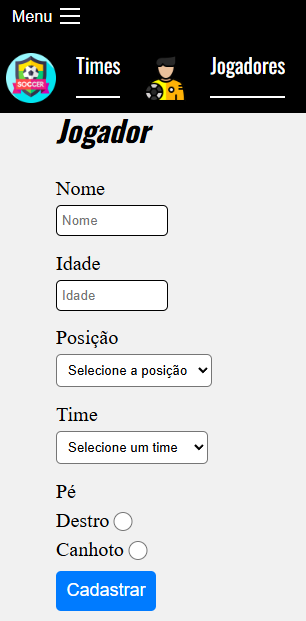 Menu
SOCCER
Times
Jogadores
Jogador
Nome
Nome
Idade
Idade
Posição
Selecione a posição
Time
Selecione um time
Pé
Destro
Canhoto
Cadastrar